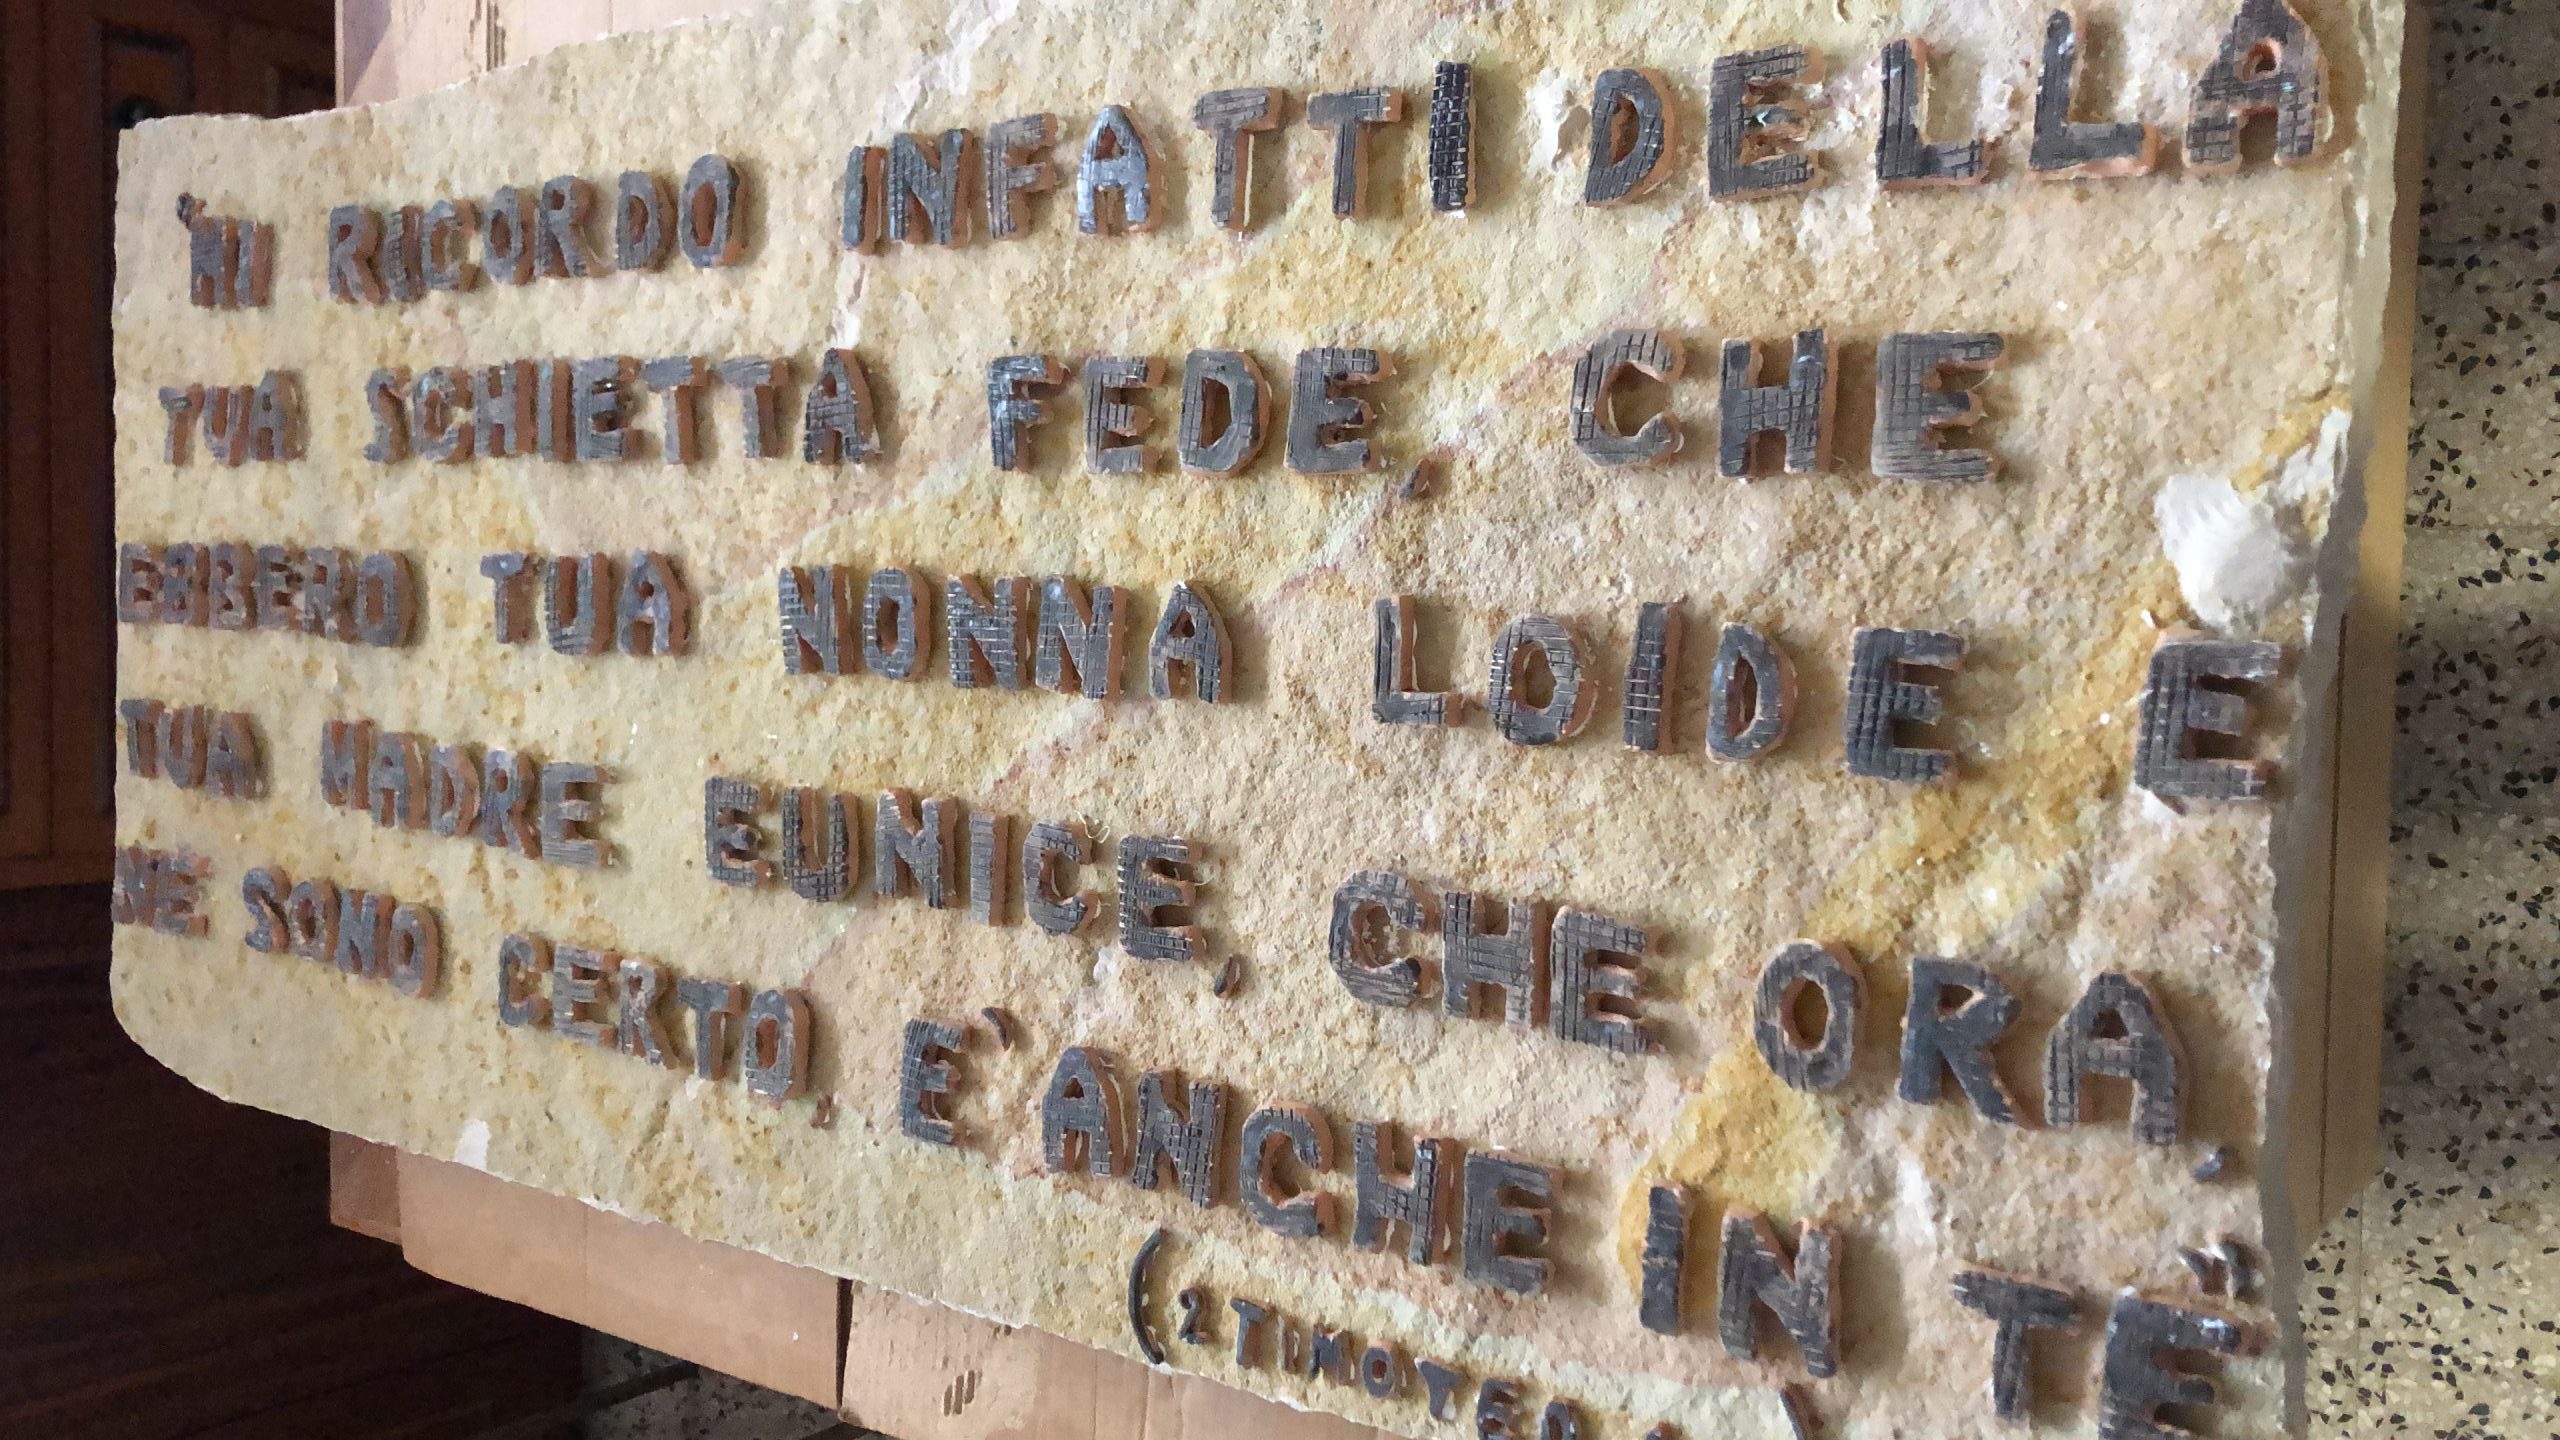 "MI RICORDO INFATTI DELLA
TUA SCHIETTA FEDE, CHE
EBBERO TUA NONNA LOIDE E
TUA MADRE EUNICE, CHE ORA,
NE SONO CERTO, E' ANCHE IN TE"
(2 TIMOTEO